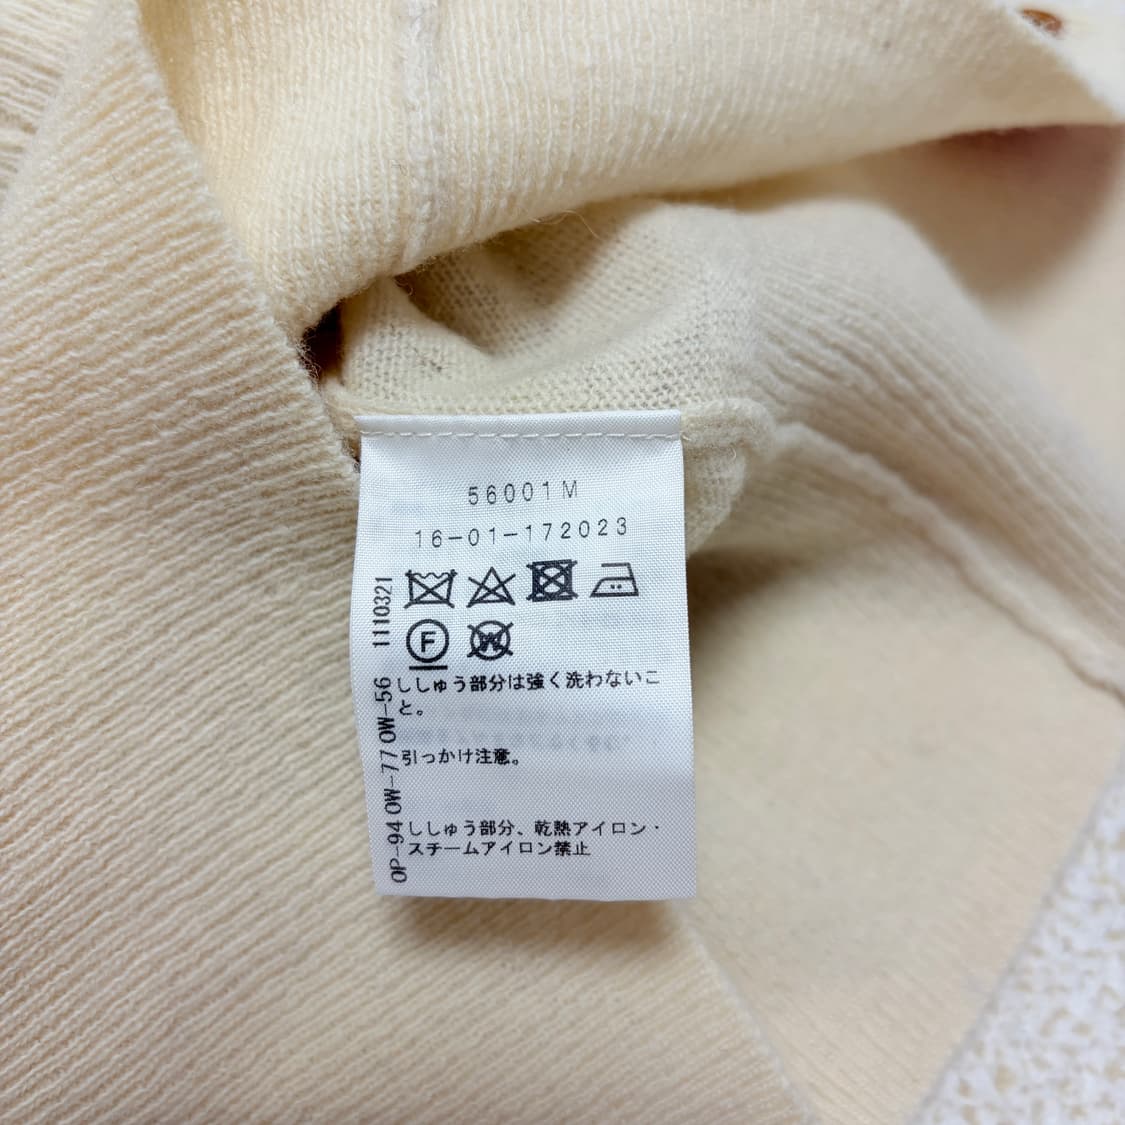 56001M
16-01-172023
F
W
ししゅう部分は強く洗わないこ
と。
引っかけ注意。
ししゅう部分、乾熱アイロン・
スチームアイロン禁止
OP-94 OW-77 OW-56 1110321